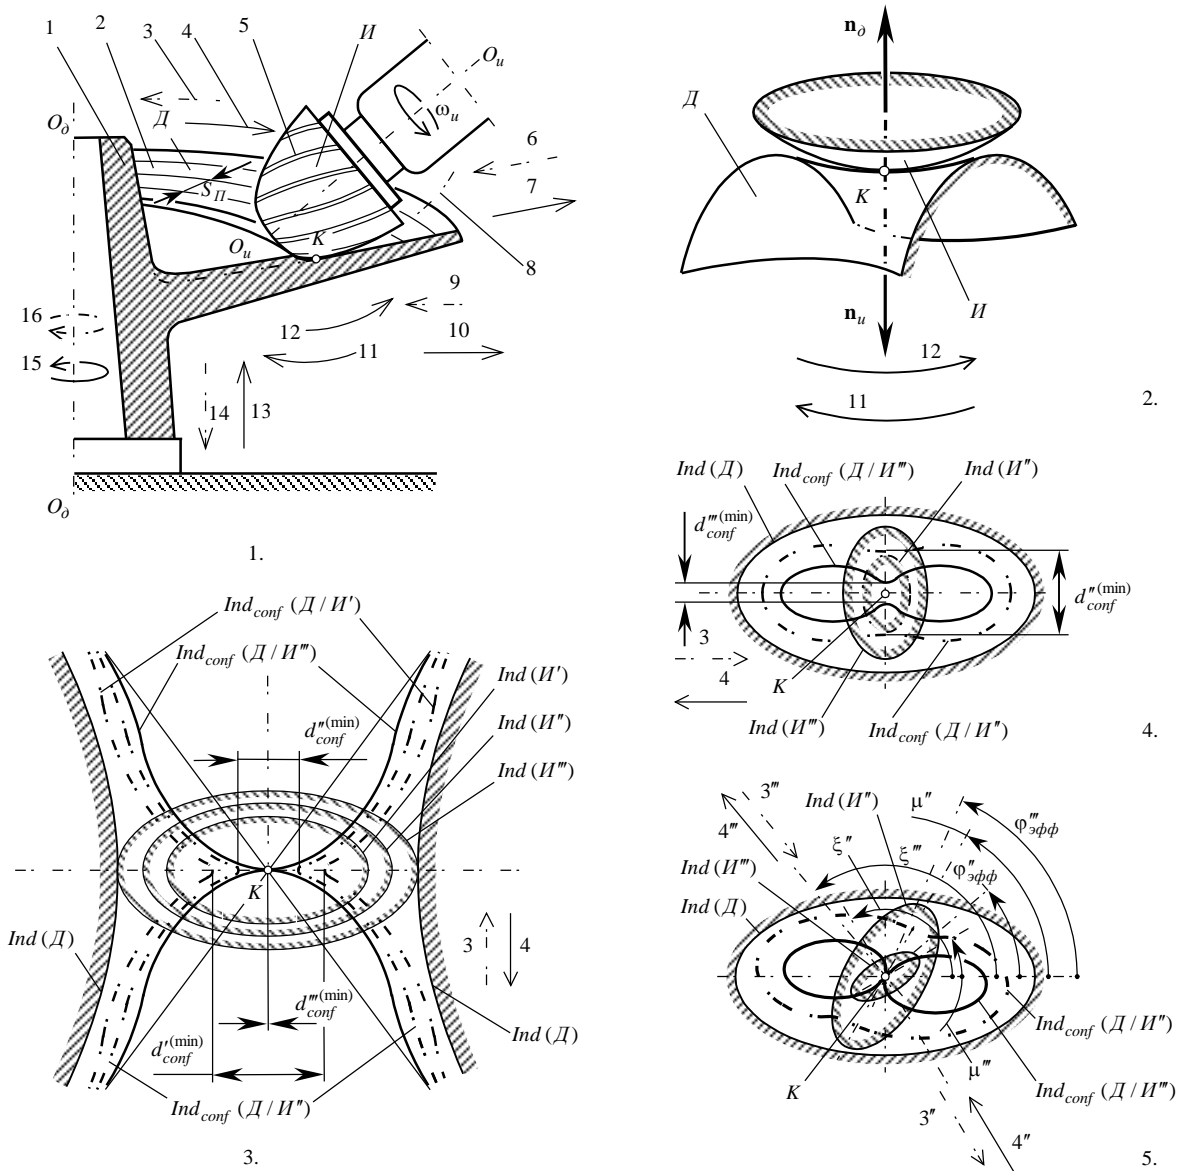 1
2
3
4
5
И
O_д
Д
ω_и
O_и
6
7
S_П
O_и
K
8
9
10
16
15
12
11
14
13
O_д
1.
n_д
Д
K
И
n_и
12
11
2.
Ind_conf (Д / И′)
Ind_conf (Д / И‴)
Ind (И′)
d″_conf^(min)
Ind (И″)
Ind (И‴)
K
Ind (Д)
3
4
d‴_conf^(min)
Ind (Д)
d′_conf^(min)
Ind_conf (Д / И″)
3.
Ind (Д)
Ind_conf (Д / И‴)
Ind (И″)
d‴_conf^(min)
d″_conf^(min)
3
4
K
Ind (И‴)
Ind_conf (Д / И″)
4.
3‴
4‴
Ind (И″)
μ″
φ‴_эфф
ξ″
ξ‴
φ″_эфф
Ind (И‴)
Ind (Д)
Ind_conf (Д / И″)
μ‴
K
Ind_conf (Д / И‴)
3″
4″
5.